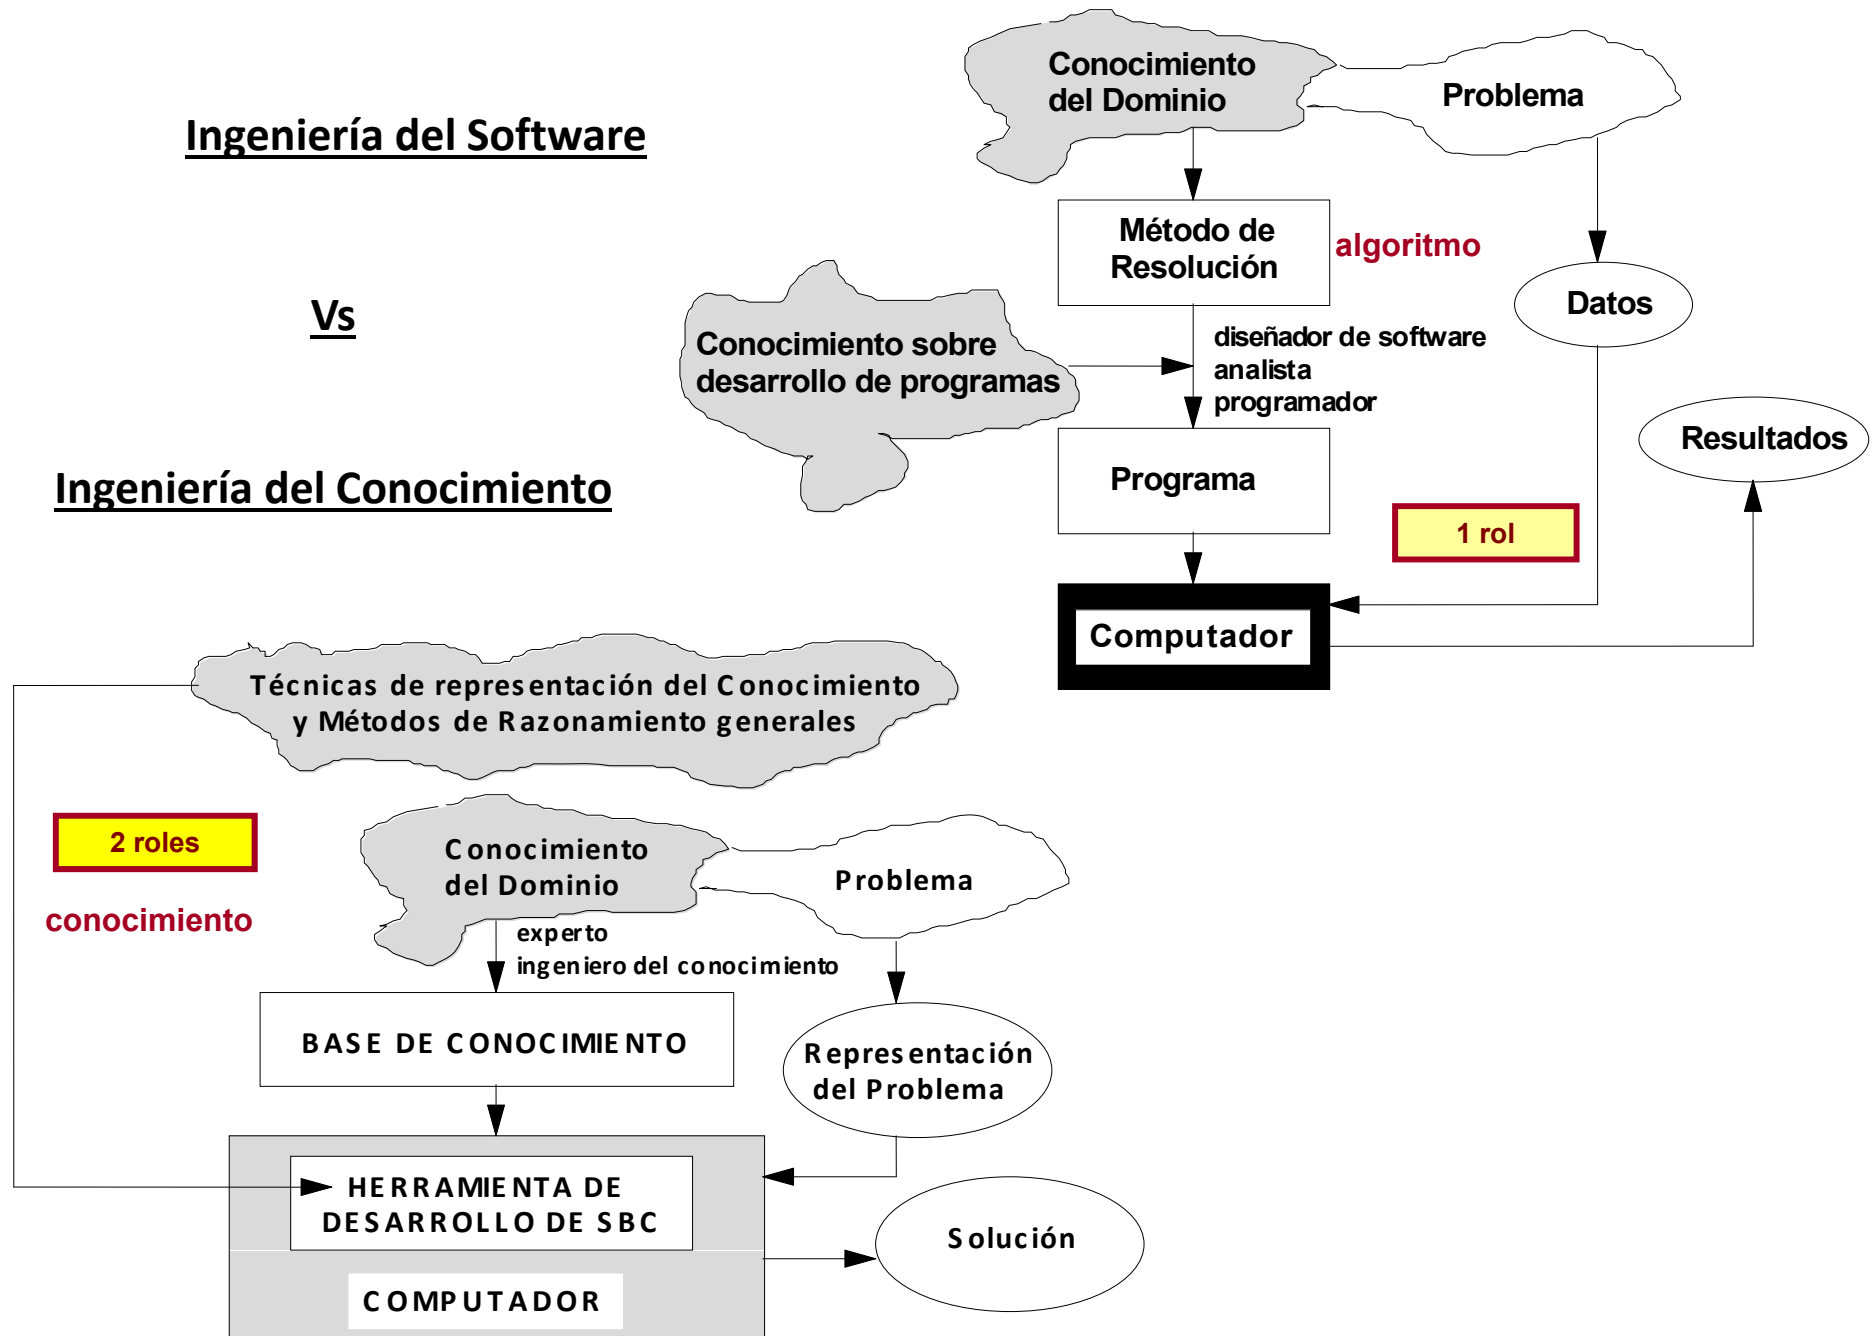 Ingeniería del Software
Vs
Ingeniería del Conocimiento
Conocimiento
del Dominio
Problema
Método de
Resolución
algoritmo
Datos
Conocimiento sobre
desarrollo de programas
diseñador de software
analista
programador
Resultados
Programa
1 rol
Computador
Técnicas de representación del Conocimiento
y Métodos de Razonamiento generales
2 roles
conocimiento
Conocimiento
del Dominio
Problema
experto
ingeniero del conocimiento
BASE DE CONOCIMIENTO
Representación
del Problema
HERRAMIENTA DE
DESARROLLO DE SBC
Solución
COMPUTADOR